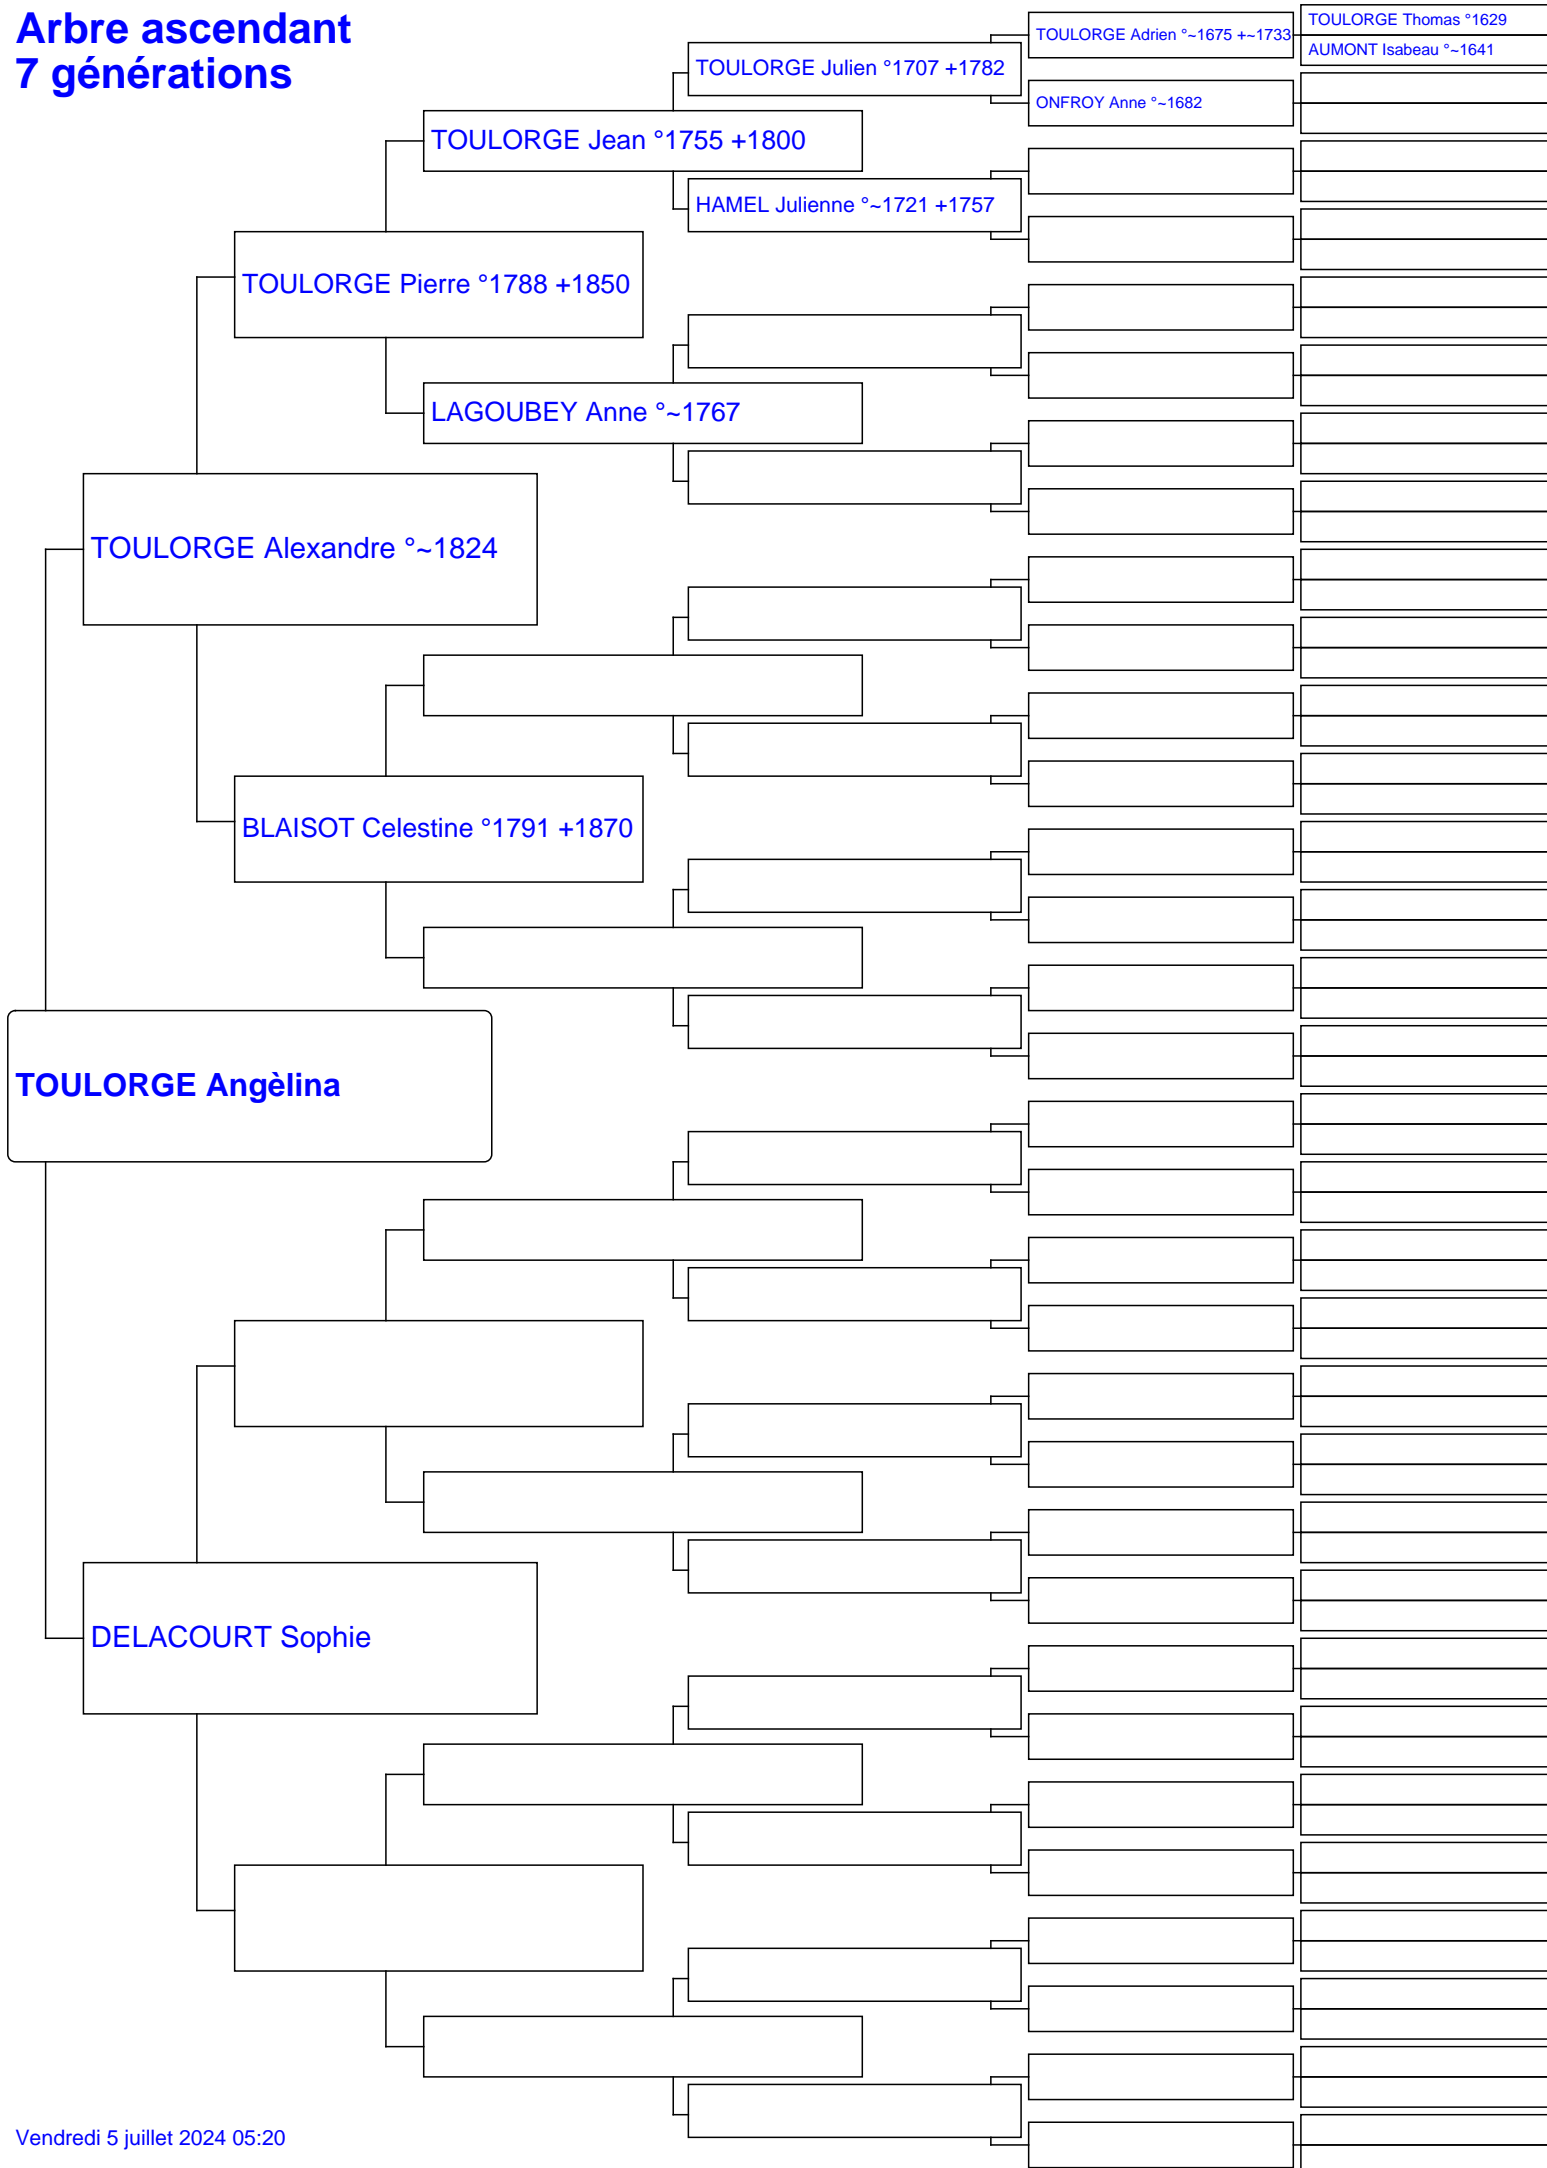 Arbre ascendant
7 générations
TOULORGE Thomas °1629
TOULORGE Adrien °~1675 +~1733
AUMONT Isabeau °~1641
TOULORGE Julien °1707 +1782
ONFROY Anne °~1682
TOULORGE Jean °1755 +1800
HAMEL Julienne °~1721 +1757
TOULORGE Pierre °1788 +1850
LAGOUBEY Anne °~1767
TOULORGE Alexandre °~1824
BLAISOT Celestine °1791 +1870
TOULORGE Angèlina
DELACOURT Sophie
Vendredi 5 juillet 2024 05:20